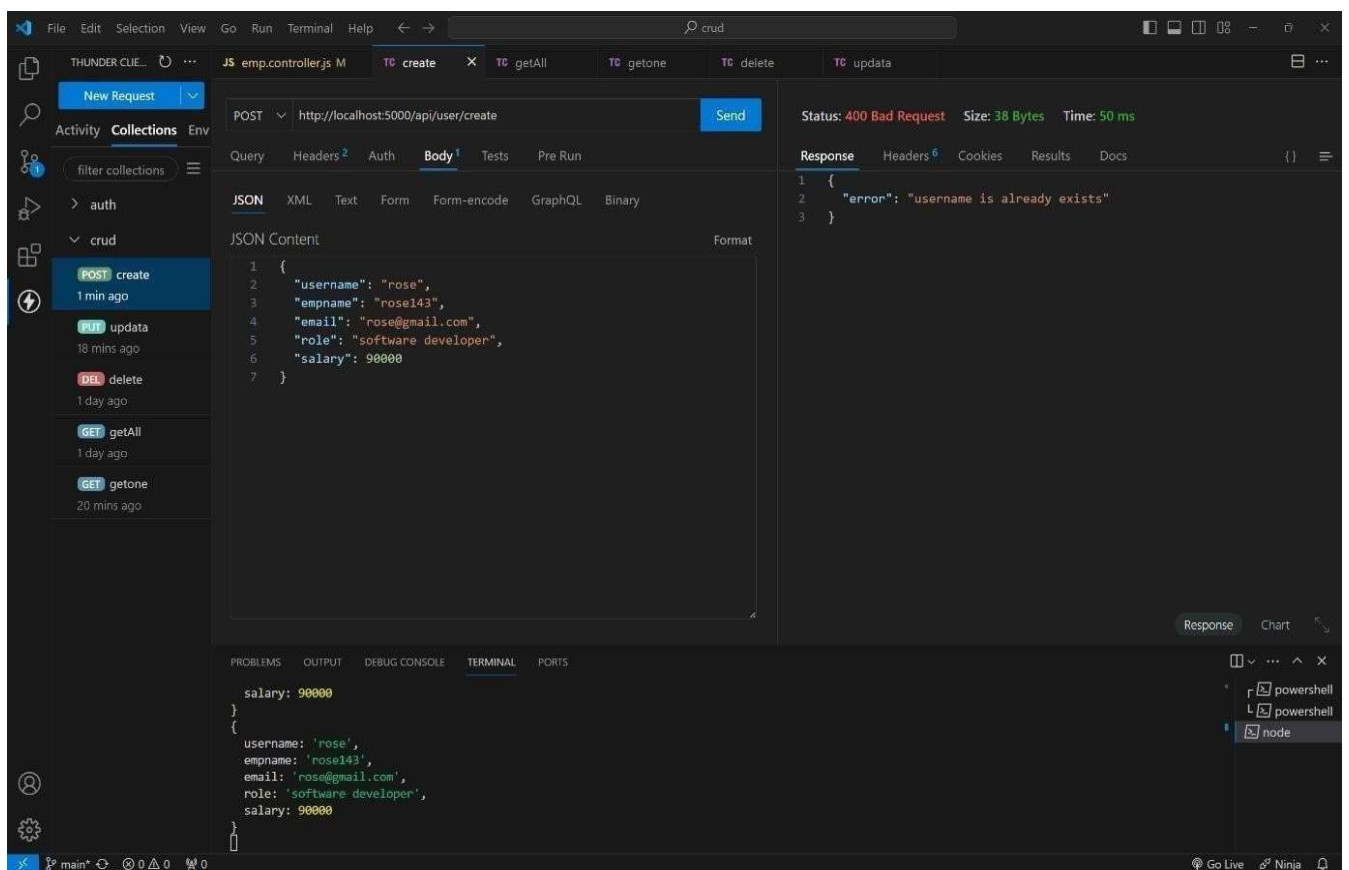 File Edit Selection View Go Run Terminal Help ← → crud
THUNDER CLIE... ···
JS emp.controller.js M TC create × TC getAll TC getone TC delete TC updata ···
New Request
Activity Collections Env
filter collections
> auth
crud
POST create
1 min ago
PUT updata
18 mins ago
DEL delete
1 day ago
GET getAll
1 day ago
GET getone
20 mins ago
POST http://localhost:5000/api/user/create Send
Query Headers 2 Auth Body 1 Tests Pre Run
JSON XML Text Form Form-encode GraphQL Binary
JSON Content Format
1 {
2 "username": "rose",
3 "empname": "rose143",
4 "email": "rose@gmail.com",
5 "role": "software developer",
6 "salary": 90000
7 }
Status: 400 Bad Request Size: 38 Bytes Time: 50 ms
Response Headers 6 Cookies Results Docs {}
1 {
2 "error": "username is already exists"
3 }
Response Chart
PROBLEMS OUTPUT DEBUG CONSOLE TERMINAL PORTS
salary: 90000
}
{
username: 'rose',
empname: 'rose143',
email: 'rose@gmail.com',
role: 'software developer',
salary: 90000
}
powershell
powershell
node
1
main* 0 0 0 Go Live Ninja